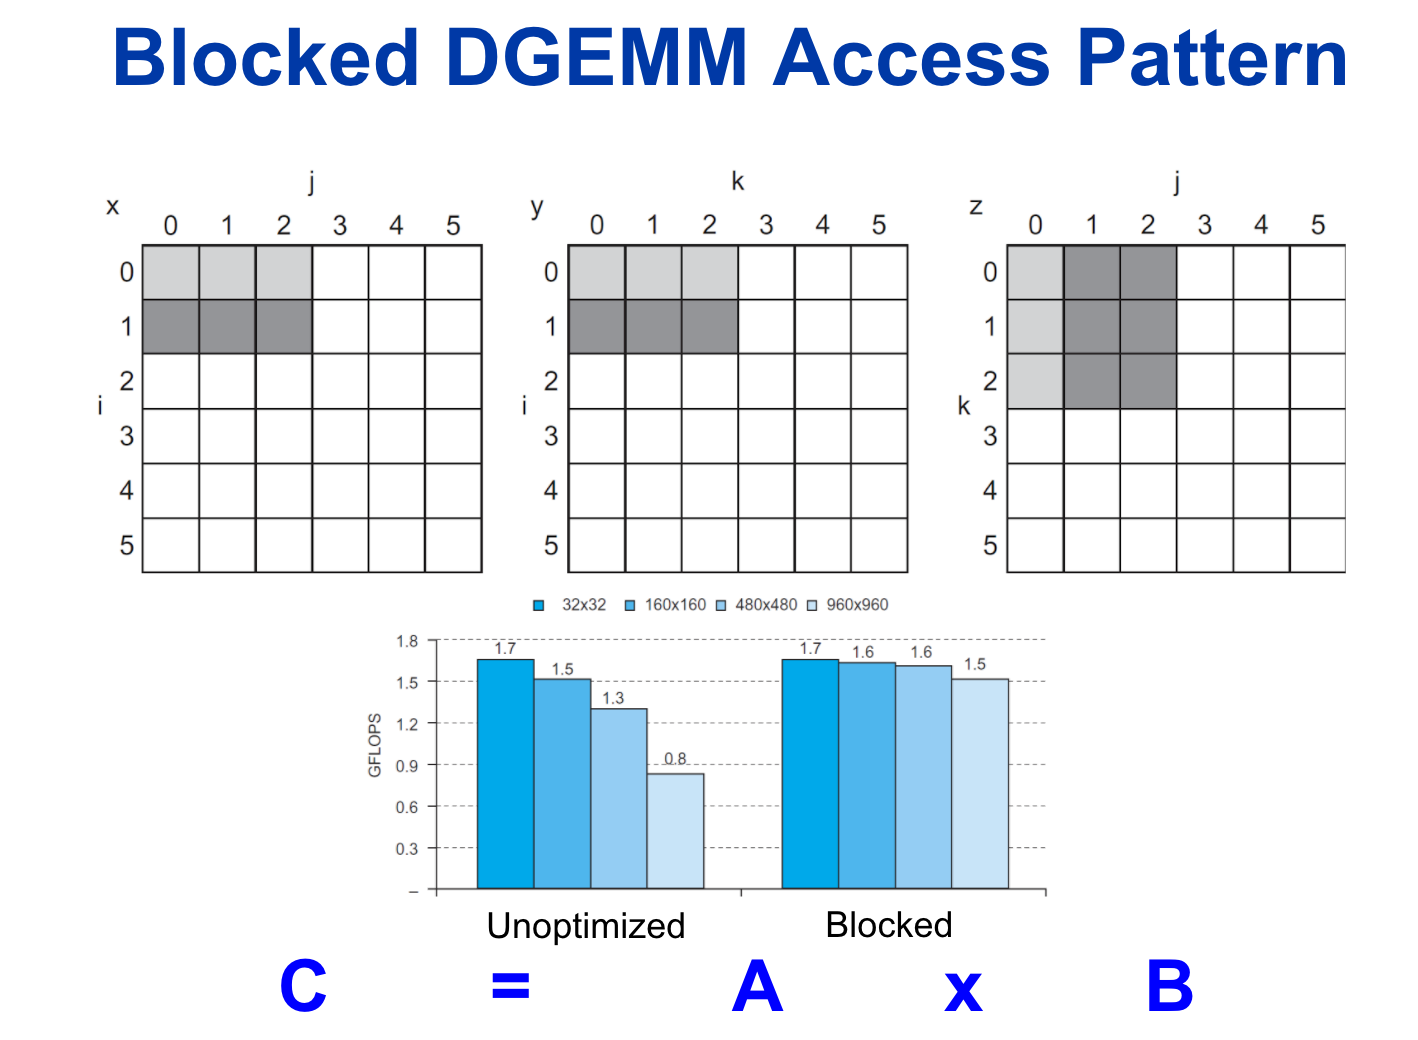 Blocked DGEMM Access Pattern
j
x
0 1 2 3 4 5
0
1
2
i
3
4
5
k
y
0 1 2 3 4 5
0
1
2
i
3
4
5
j
z
0 1 2 3 4 5
0
1
2
k
3
4
5
32x32 160x160 480x480 960x960
GFLOPS
1.8
1.5
1.2
0.9
0.6
0.3
–
1.7 1.5 1.3 0.8
1.7 1.6 1.6 1.5
Unoptimized Blocked
C = A x B